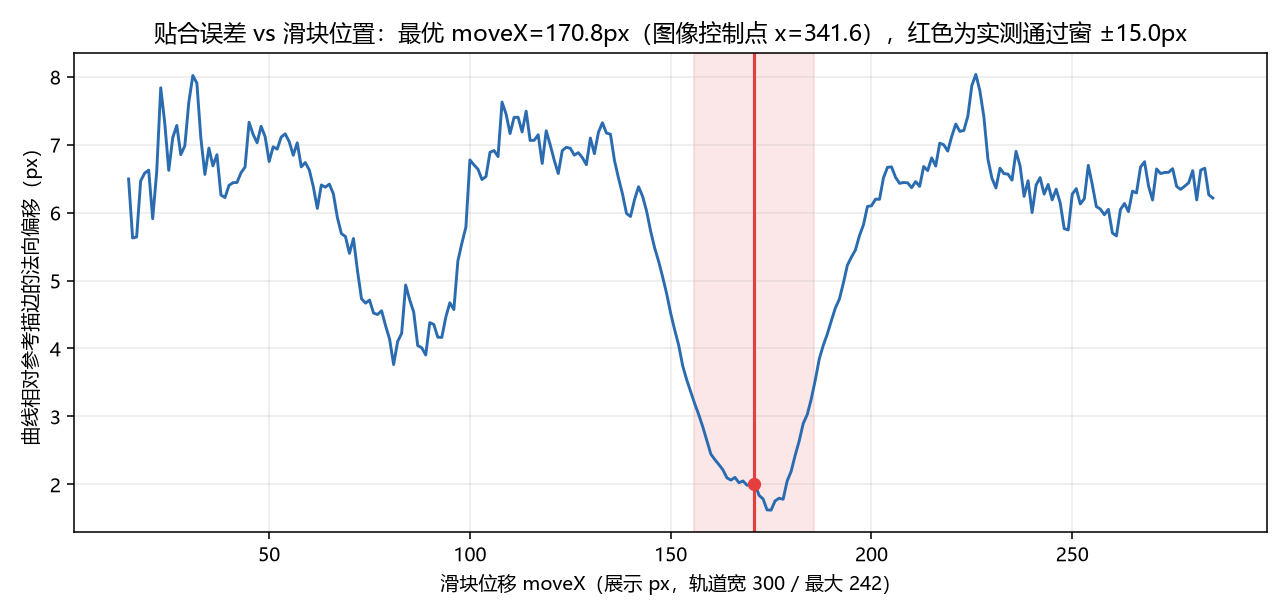 贴合误差 vs 滑块位置：最优 moveX=170.8px（图像控制点 x=341.6），红色为实测通过窗 ±15.0px
曲线相对参考描边的法向偏移（px）
8
7
6
5
4
3
2
50 100 150 200 250
滑块位移 moveX（展示 px，轨道宽 300 / 最大 242）